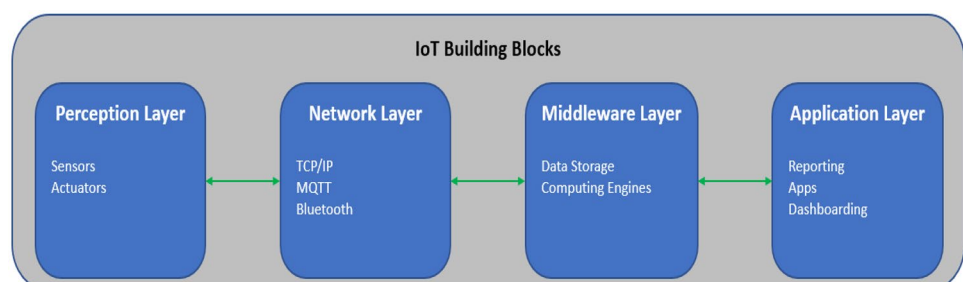 IoT Building Blocks
Perception Layer
Sensors
Actuators
Network Layer
TCP/IP
MQTT
Bluetooth
Middleware Layer
Data Storage
Computing Engines
Application Layer
Reporting
Apps
Dashboarding